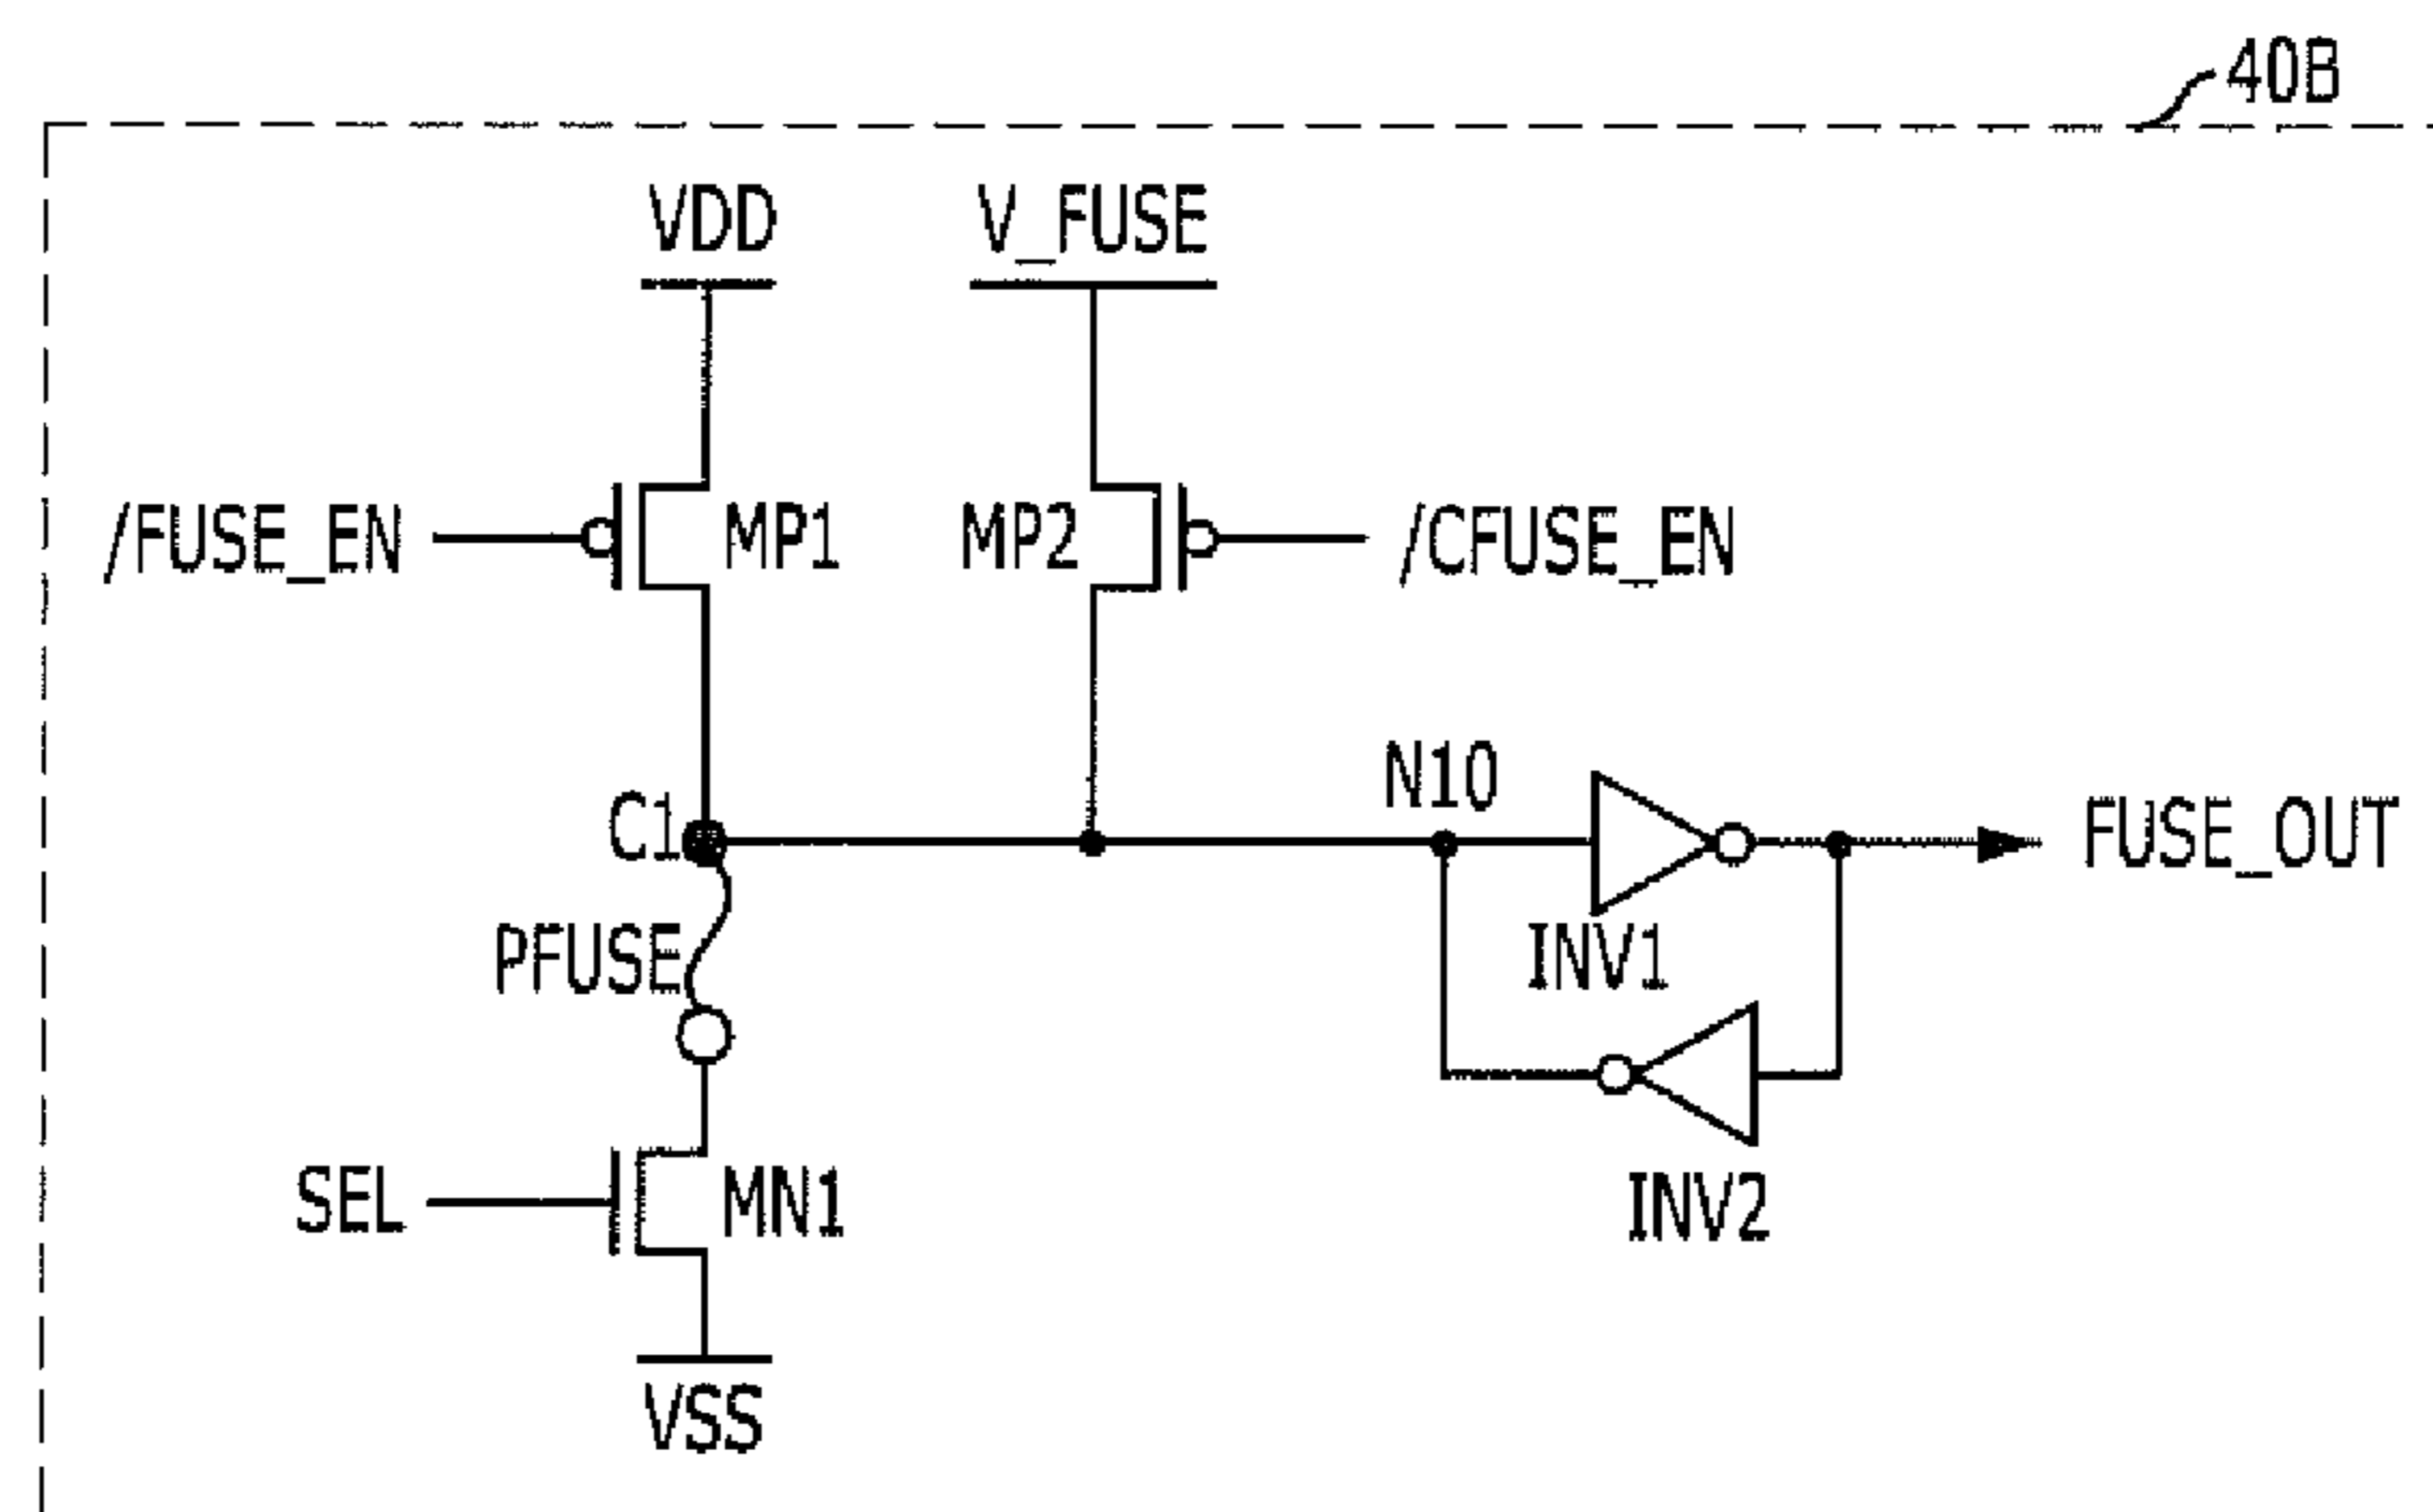 40B
VDD V_FUSE
/FUSE_EN MP1 MP2 /CFUSE_EN
N10
C1 FUSE_OUT
PFUSE INV1
SEL MN1 INV2
VSS